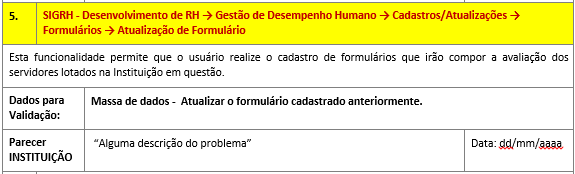 5. SIGRH - Desenvolvimento de RH → Gestão de Desempenho Humano → Cadastros/Atualizações →
Formulários → Atualização de Formulário
Esta funcionalidade permite que o usuário realize o cadastro de formulários que irão compor a avaliação dos
servidores lotados na Instituição em questão.
Dados para
Validação:
Massa de dados - Atualizar o formulário cadastrado anteriormente.
Parecer
INSTITUIÇÃO
“Alguma descrição do problema”
Data: dd/mm/aaaa